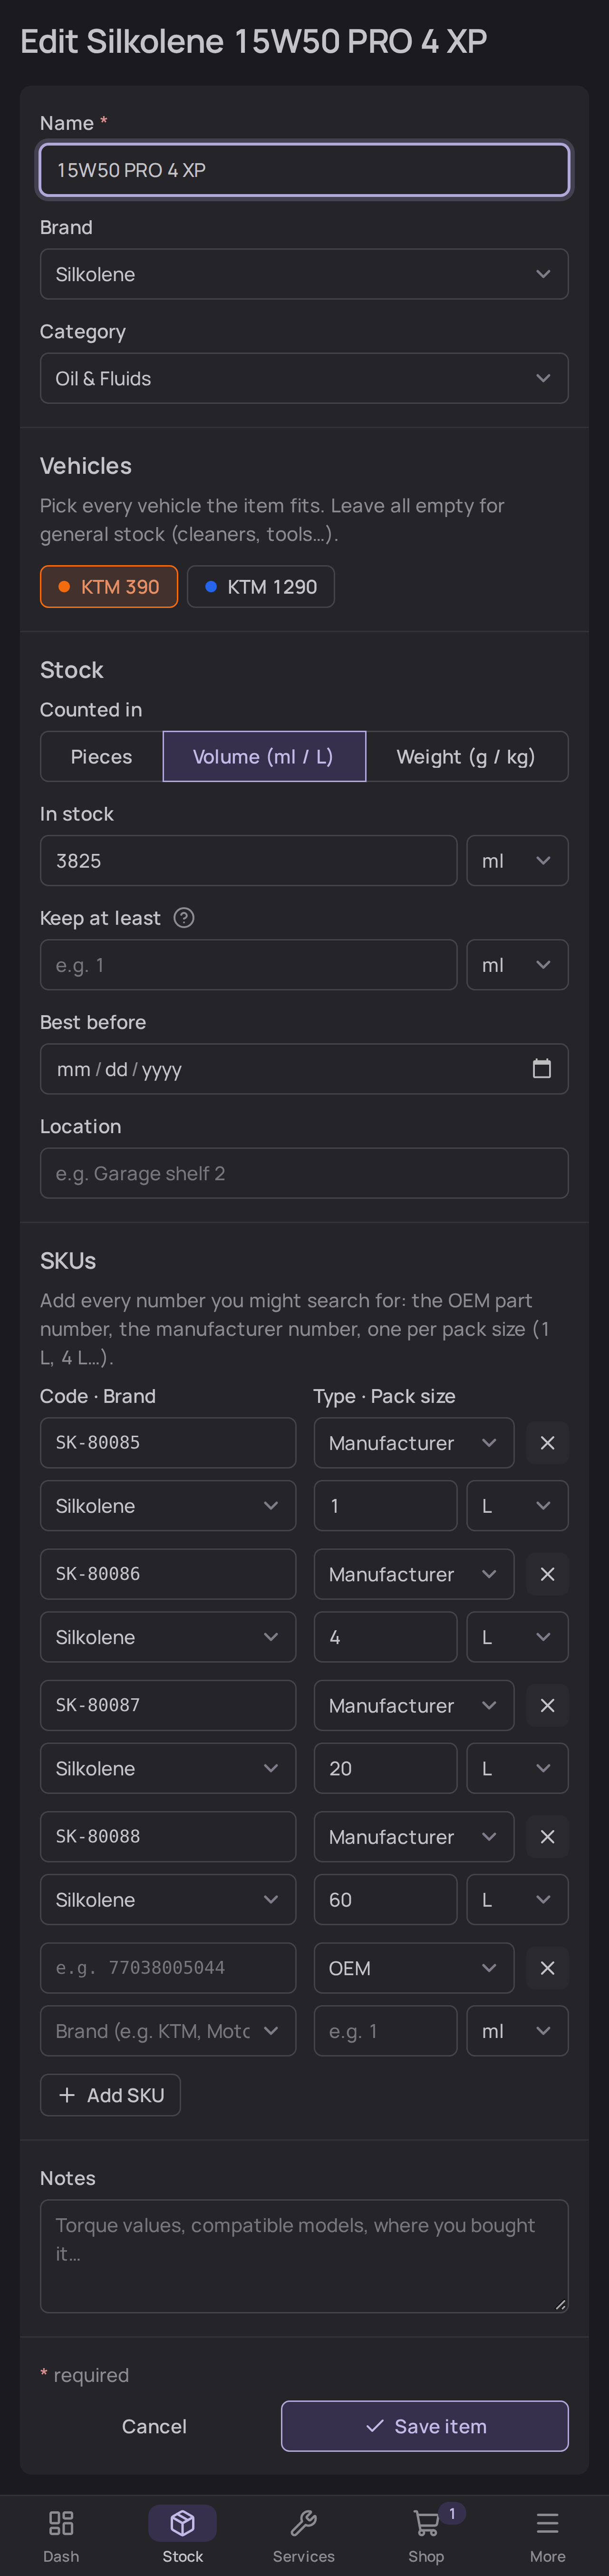 Edit Silkolene 15W50 PRO 4 XP
Name *
15W50 PRO 4 XP
Brand
Silkolene
Category
Oil & Fluids
Vehicles
Pick every vehicle the item fits. Leave all empty for
general stock (cleaners, tools…).
KTM 390 KTM 1290
Stock
Counted in
Pieces Volume (ml / L) Weight (g / kg)
In stock
3825 ml
Keep at least ?
e.g. 1 ml
Best before
mm / dd / yyyy
Location
e.g. Garage shelf 2
SKUs
Add every number you might search for: the OEM part
number, the manufacturer number, one per pack size (1
L, 4 L…).
Code · Brand Type · Pack size
SK-80085 Manufacturer
Silkolene 1 L
SK-80086 Manufacturer
Silkolene 4 L
SK-80087 Manufacturer
Silkolene 20 L
SK-80088 Manufacturer
Silkolene 60 L
e.g. 77038005044 OEM
Brand (e.g. KTM, Motc e.g. 1 ml
+ Add SKU
Notes
Torque values, compatible models, where you bought
it…
* required
Cancel Save item
1
Dash Stock Services Shop More